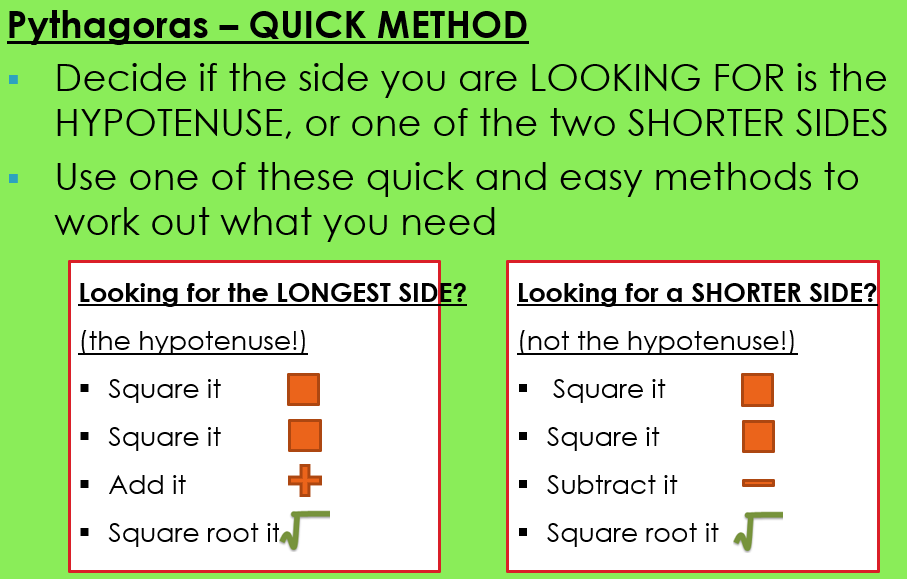 Pythagoras – QUICK METHOD
Decide if the side you are LOOKING FOR is the
HYPOTENUSE, or one of the two SHORTER SIDES
Use one of these quick and easy methods to
work out what you need
Looking for the LONGEST SIDE?
(the hypotenuse!)
Square it
Square it
Add it
Square root it
Looking for a SHORTER SIDE?
(not the hypotenuse!)
Square it
Square it
Subtract it
Square root it